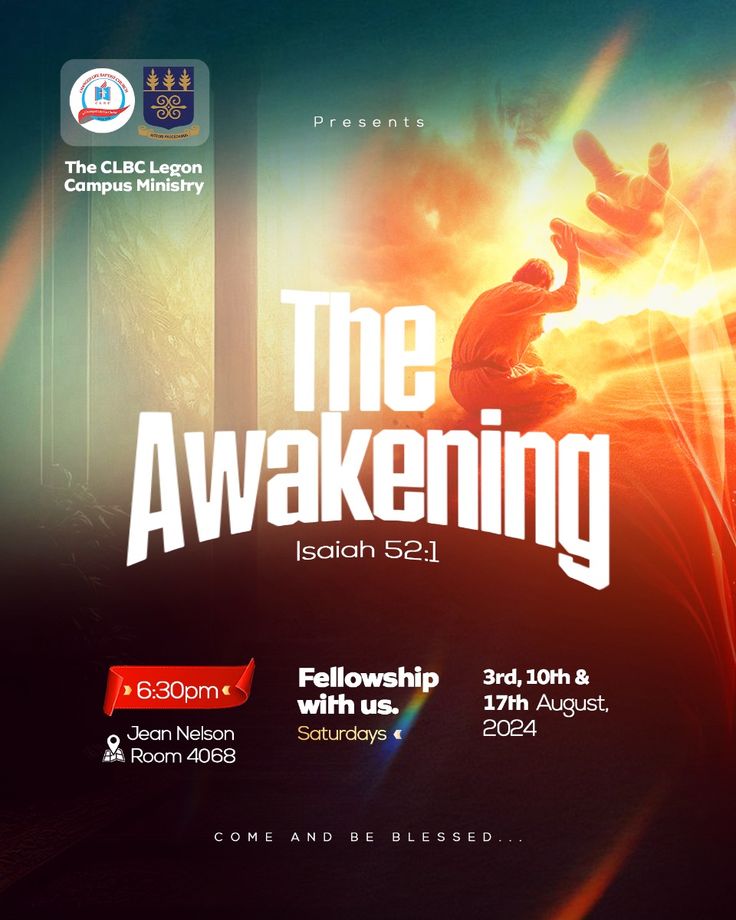 The CLBC Legon
Campus Ministry
Presents
The
Awakening
Isaiah 52:1
6:30pm
Jean Nelson
Room 4068
Fellowship
with us.
Saturdays
3rd, 10th &
17th August,
2024
COME AND BE BLESSED...